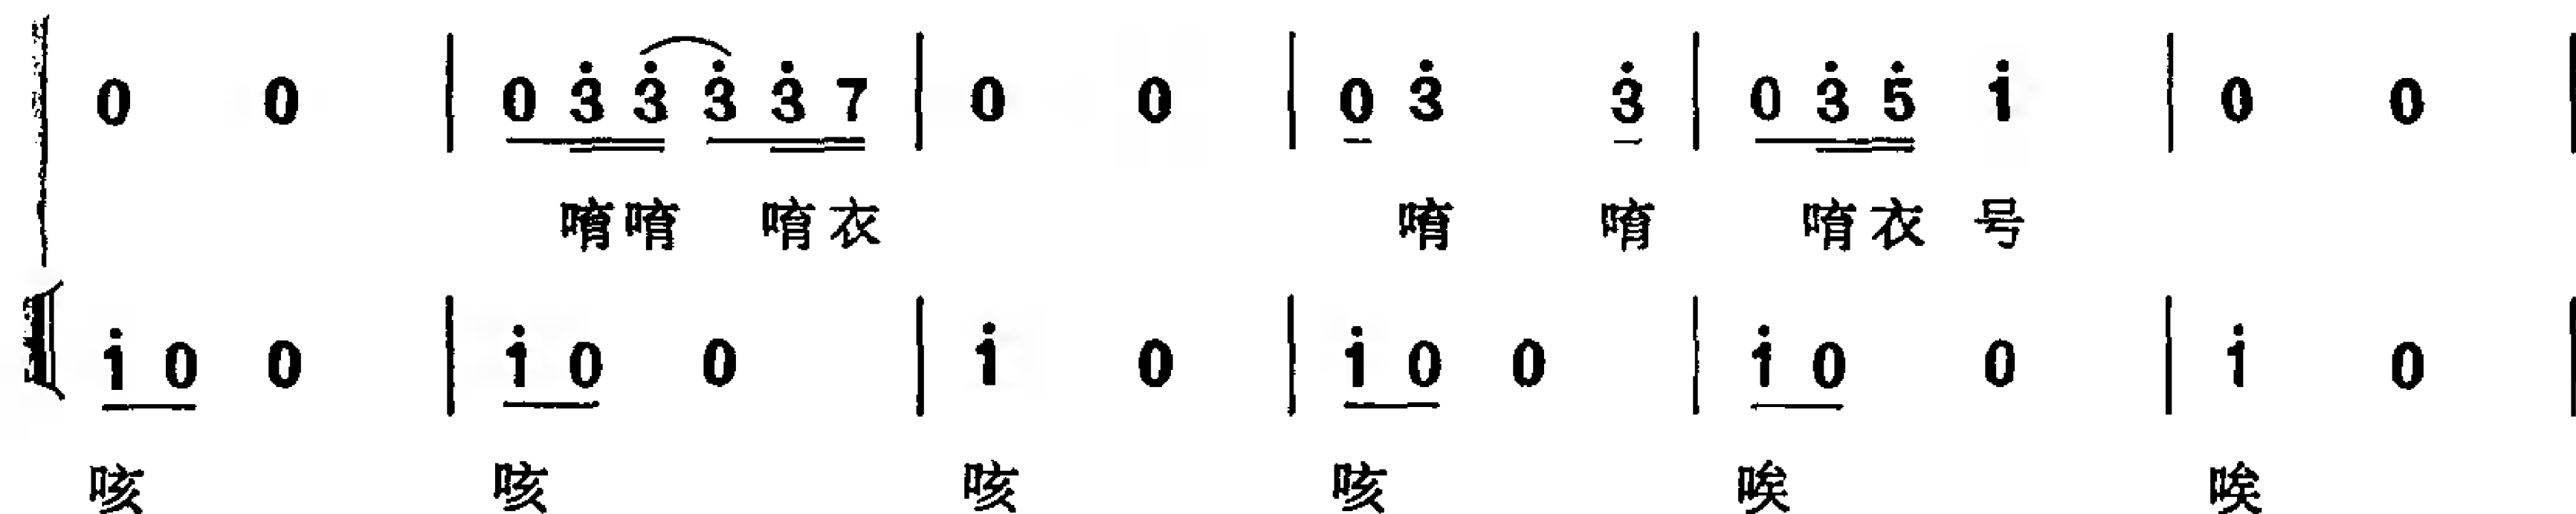 0 0 | 0 3̇ 3̇ 3̇ 3̇ 7 | 0 0 | 0 3̇ 3̇ | 0 3̇ 5̇ 1̇ | 0 0 |
唷唷 唷衣 唷 唷 唷衣 号
1̇ 0 0 | 1̇ 0 0 | 1̇ 0 | 1̇ 0 0 | 1̇ 0 0 | 1̇ 0 |
咳 咳 咳 咳 唉 唉